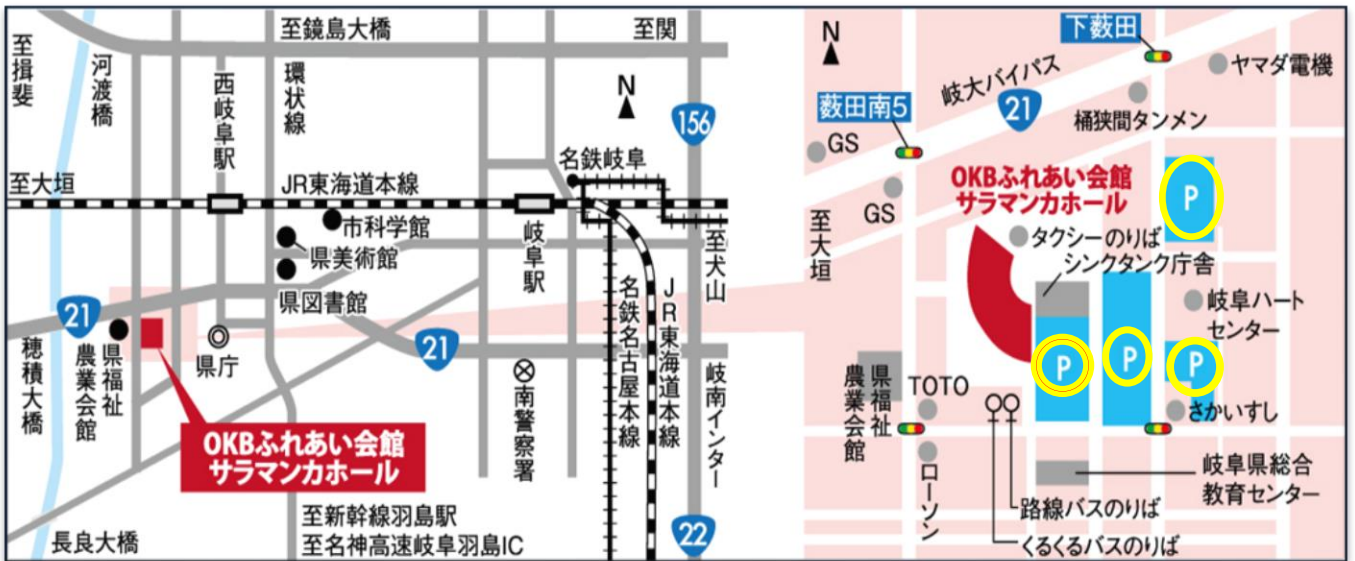 至鏡島大橋
至関
至揖斐
河渡橋
西岐阜駅
環状線
N
156
名鉄岐阜
至大垣
JR東海道本線
市科学館
県美術館
県図書館
岐阜駅
至犬山
名鉄名古屋本線
JR東海道本線
21
穂積大橋
県福祉
農業会館
県庁
21
南警察署
岐南インター
OKBふれあい会館
サラマンカホール
至新幹線羽島駅
至名神高速岐阜羽島IC
長良大橋
22
N
下薮田
ヤマダ電機
岐大バイパス
21
薮田南5
桶狭間タンメン
GS
OKBふれあい会館
サラマンカホール
P
GS
至大垣
タクシーのりば
シンクタンク庁舎
岐阜ハート
センター
P
P
P
県福祉
農業会館
TOTO
さかいすし
ローソン
岐阜県総合
教育センター
路線バスのりば
くるくるバスのりば